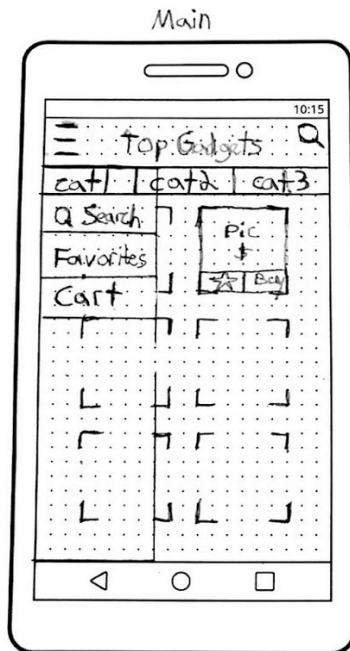 Main
10:15
Top Gadgets
cat1 | cat2 | cat3
Search
Pic
$
Favorites
Buy
Cart